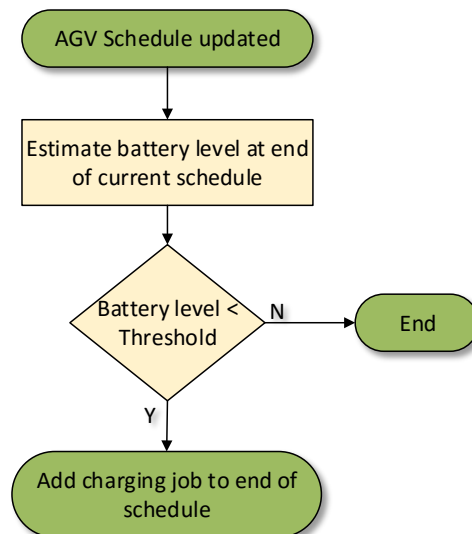 AGV Schedule updated
Estimate battery level at end
of current schedule
Battery level <
Threshold
N
End
Y
Add charging job to end of
schedule